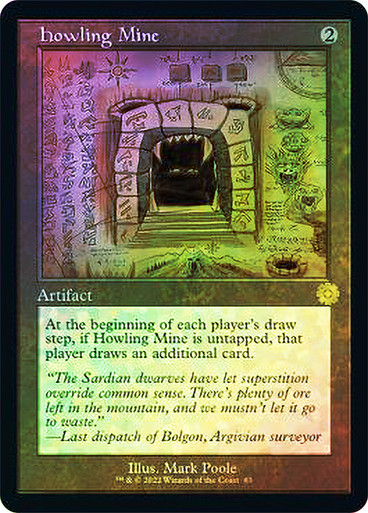 Howling Mine 2
Artifact
At the beginning of each player's draw
step, if Howling Mine is untapped, that
player draws an additional card.
"The Sardian dwarves have let superstition
override common sense. There's plenty of ore
left in the mountain, and we mustn't let it go
to waste."
—Last dispatch of Bolgon, Argivian surveyor
Illus. Mark Poole
™ & © 2022 Wizards of the Coast